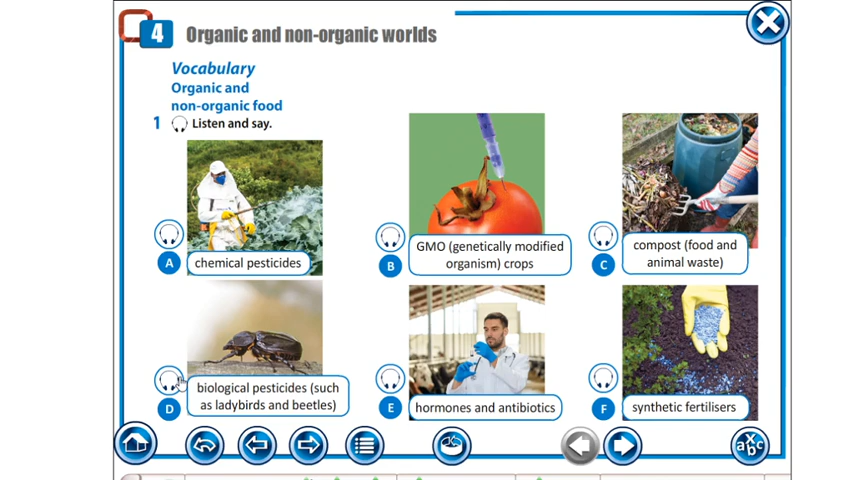 4 Organic and non-organic worlds
Vocabulary
Organic and
non-organic food
1 Listen and say.
A chemical pesticides
B GMO (genetically modified
organism) crops
C compost (food and
animal waste)
D biological pesticides (such
as ladybirds and beetles)
E hormones and antibiotics
F synthetic fertilisers
axbc